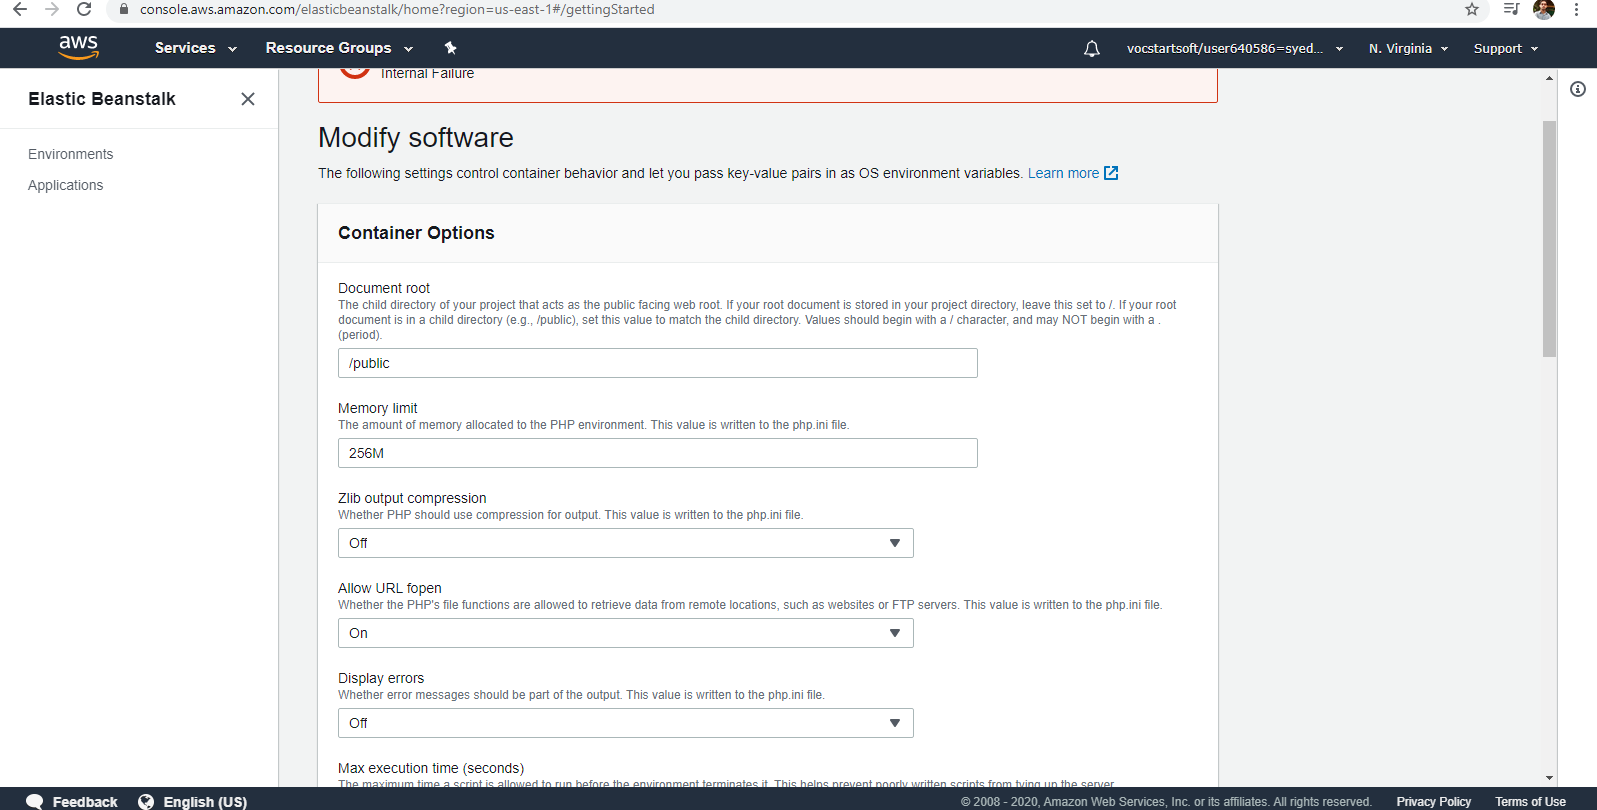 console.aws.amazon.com/elasticbeanstalk/home?region=us-east-1#/gettingStarted
aws Services Resource Groups vocstartsoft/user640586=syed... N. Virginia Support
Elastic Beanstalk
Environments
Applications
Internal Failure
Modify software
The following settings control container behavior and let you pass key-value pairs in as OS environment variables. Learn more
Container Options
Document root
The child directory of your project that acts as the public facing web root. If your root document is stored in your project directory, leave this set to /. If your root
document is in a child directory (e.g., /public), set this value to match the child directory. Values should begin with a / character, and may NOT begin with a .
(period).
/public
Memory limit
The amount of memory allocated to the PHP environment. This value is written to the php.ini file.
256M
Zlib output compression
Whether PHP should use compression for output. This value is written to the php.ini file.
Off
Allow URL fopen
Whether the PHP's file functions are allowed to retrieve data from remote locations, such as websites or FTP servers. This value is written to the php.ini file.
On
Display errors
Whether error messages should be part of the output. This value is written to the php.ini file.
Off
Max execution time (seconds)
The maximum time a script is allowed to run before the environment terminates it. This helps prevent poorly written scripts from tying up the server.
Feedback English (US) © 2008 - 2020, Amazon Web Services, Inc. or its affiliates. All rights reserved. Privacy Policy Terms of Use